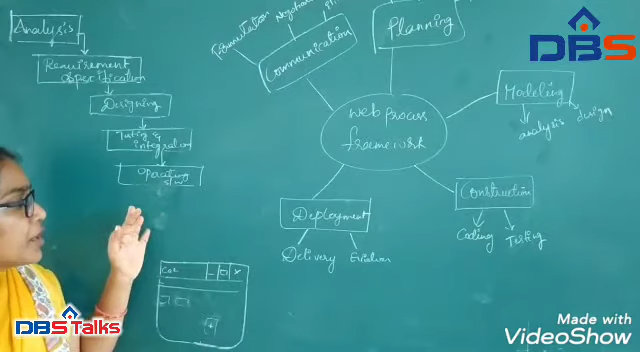 Analysis
Requirement
specification
Designing
Testing &
integration
Operating
s/w
Formulation
Communication
Planning
Web process
framework
Modeling
analysis
design
Construction
Coding
Testing
Deployment
Delivery
DBS
DBS Talks
Made with
VideoShow